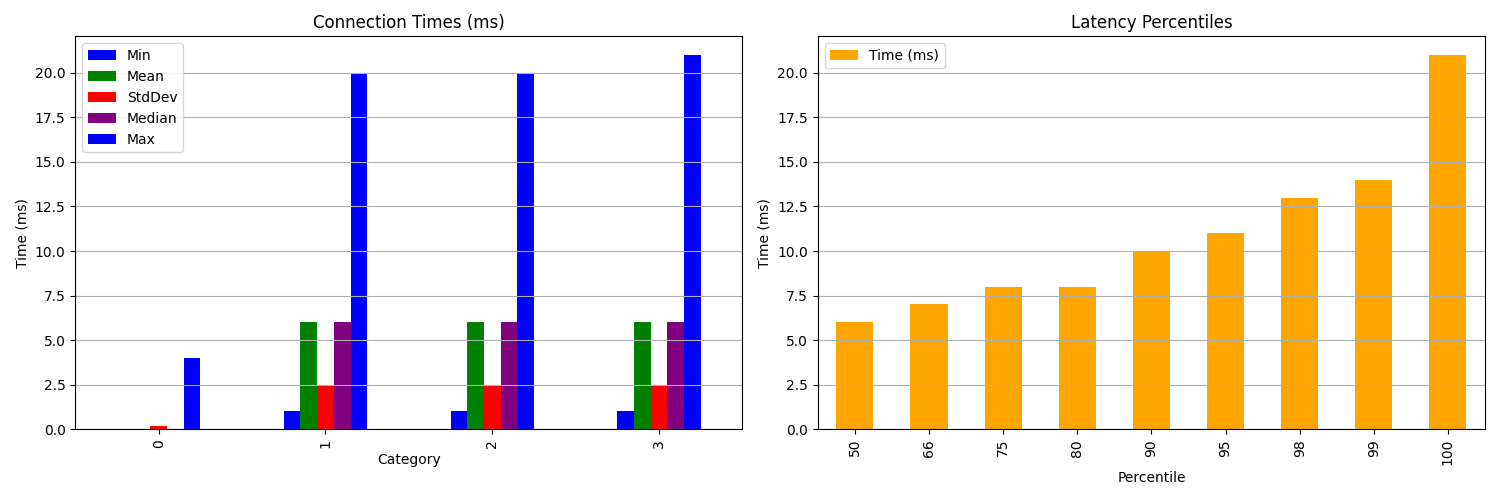 Connection Times (ms)
Min
Mean
StdDev
Median
Max
Time (ms)
20.0
17.5
15.0
12.5
10.0
7.5
5.0
2.5
0.0
0
1
2
3
Category
Latency Percentiles
Time (ms)
Time (ms)
20.0
17.5
15.0
12.5
10.0
7.5
5.0
2.5
0.0
50
66
75
80
90
95
98
99
100
Percentile